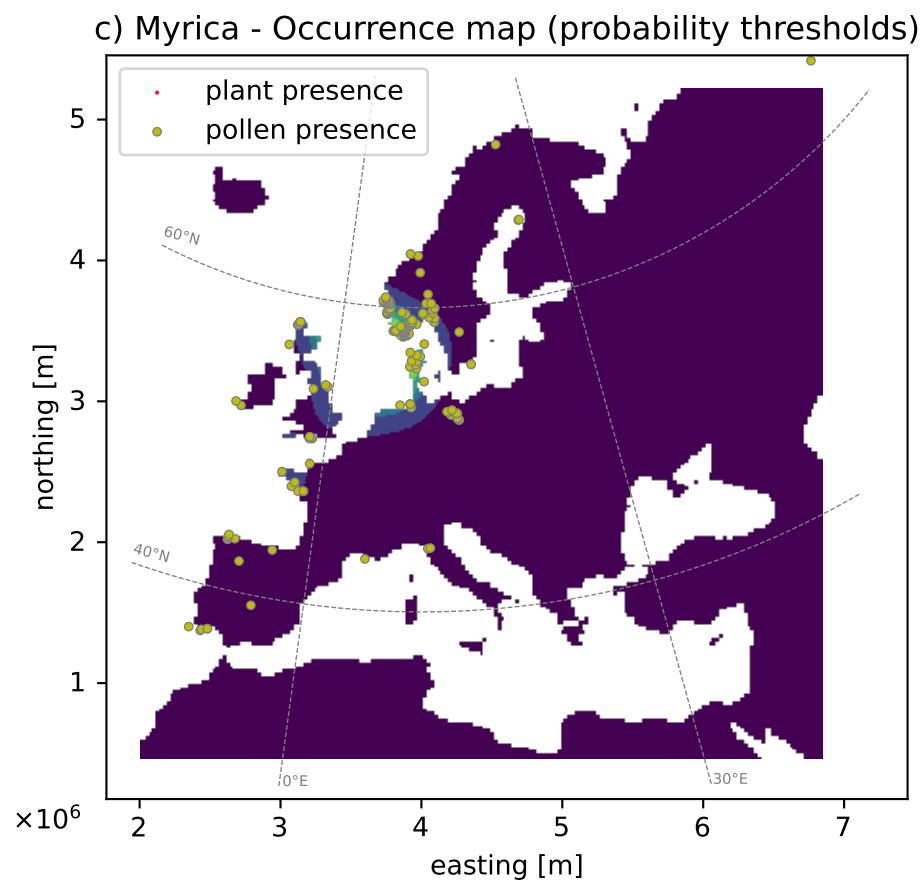 c) Myrica - Occurrence map (probability thresholds)
plant presence
pollen presence
5
60°N
4
northing [m]
3
40°N
2
1
0°E
30°E
×10⁶
2 3 4 5 6 7
easting [m]